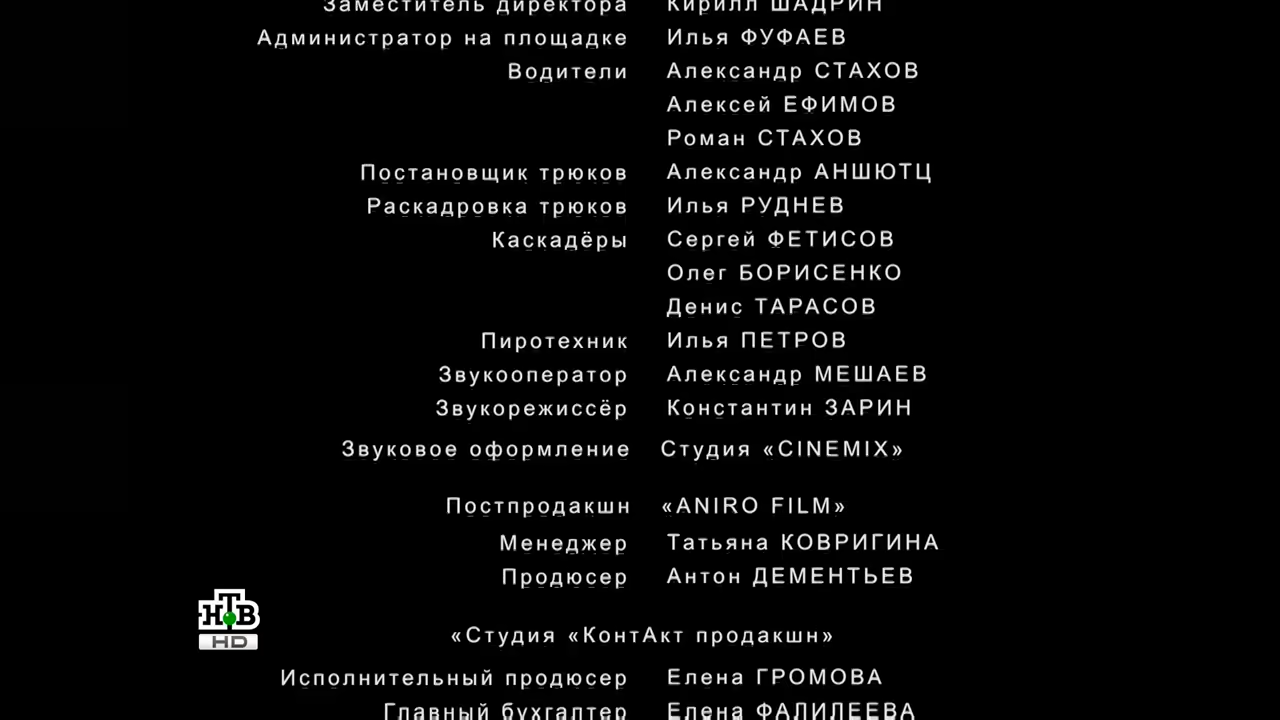 Заместитель директора Кирилл ШАДРИН
Администратор на площадке Илья ФУФАЕВ
Водители Александр СТАХОВ
Алексей ЕФИМОВ
Роман СТАХОВ
Постановщик трюков Александр АНШЮТЦ
Раскадровка трюков Илья РУДНЕВ
Каскадёры Сергей ФЕТИСОВ
Олег БОРИСЕНКО
Денис ТАРАСОВ
Пиротехник Илья ПЕТРОВ
Звукооператор Александр МЕШАЕВ
Звукорежиссёр Константин ЗАРИН
Звуковое оформление Студия «CINEMIX»
Постпродакшн «ANIRO FILM»
Менеджер Татьяна КОВРИГИНА
Продюсер Антон ДЕМЕНТЬЕВ
НТВ
HD
«Студия «КонтАкт продакшн»
Исполнительный продюсер Елена ГРОМОВА
Главный бухгалтер Елена ФАЛИЛЕЕВА